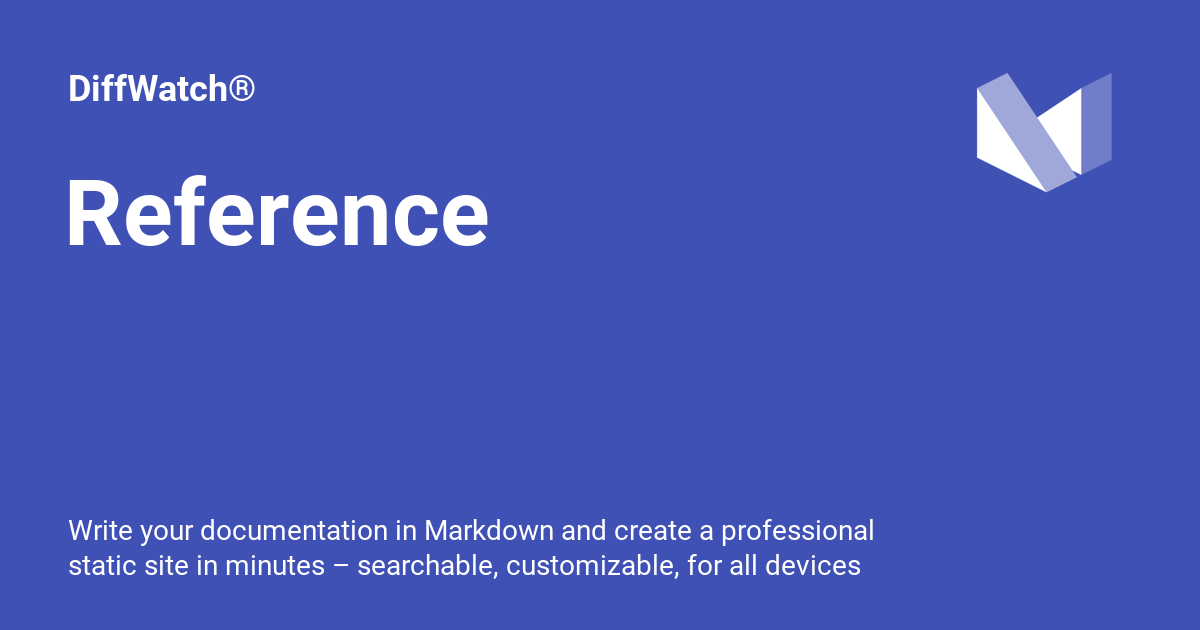 DiffWatch®
Reference
Write your documentation in Markdown and create a professional
static site in minutes – searchable, customizable, for all devices